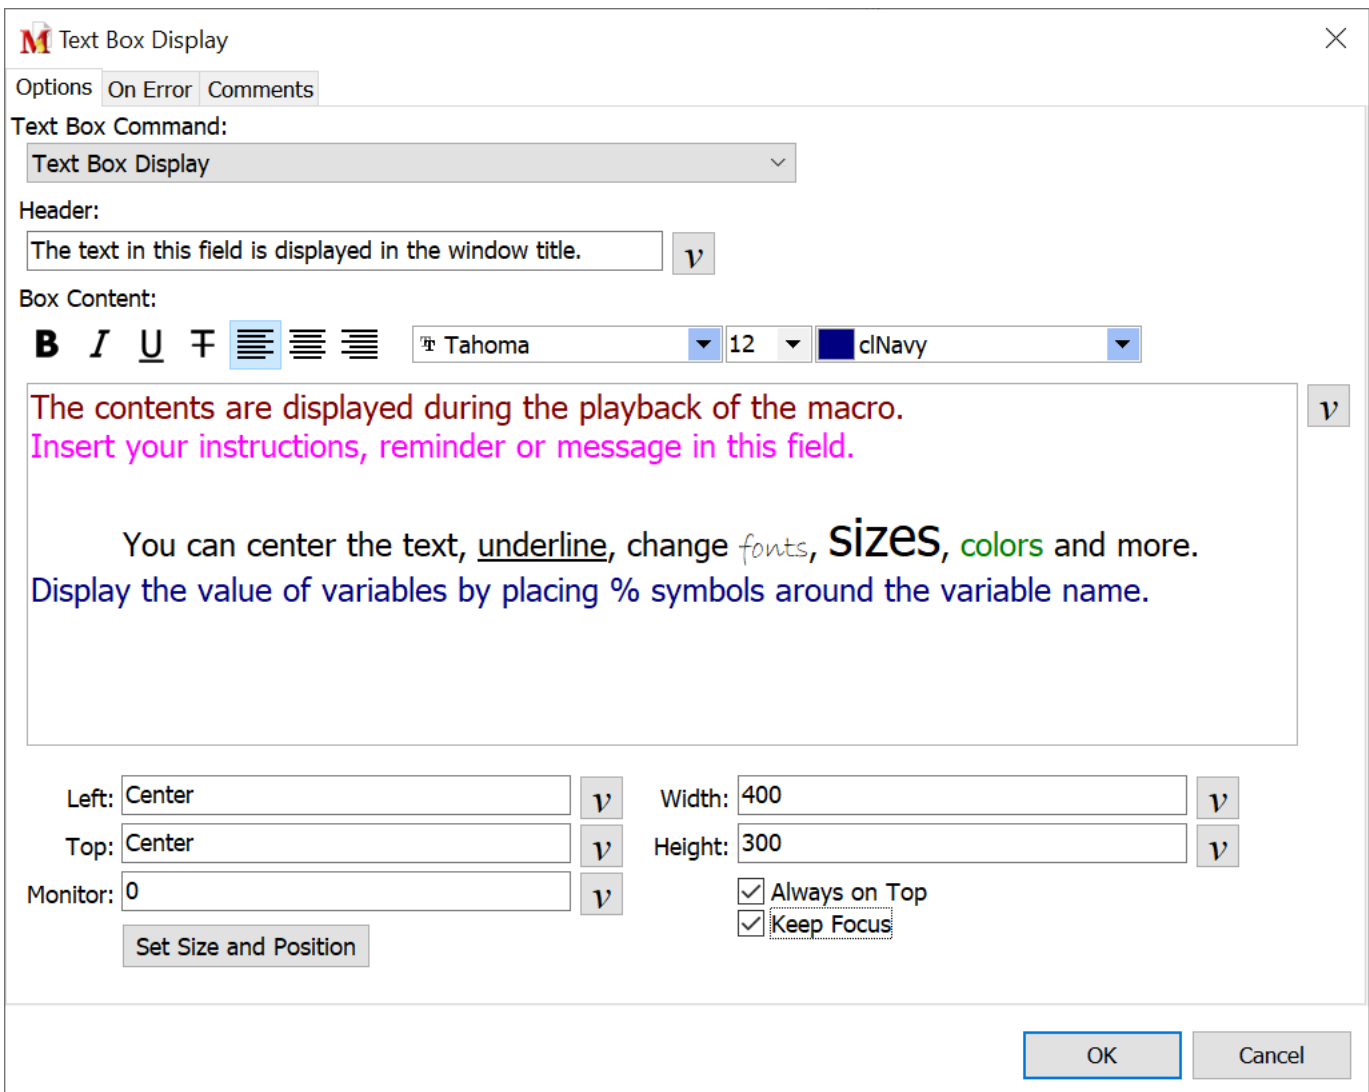 Text Box Display
Options On Error Comments
Text Box Command:
Text Box Display
Header:
The text in this field is displayed in the window title. v
Box Content:
B I U T Tahoma 12 clNavy
The contents are displayed during the playback of the macro. v
Insert your instructions, reminder or message in this field.
You can center the text, underline, change fonts, sizes, colors and more.
Display the value of variables by placing % symbols around the variable name.
Left: Center v Width: 400 v
Top: Center v Height: 300 v
Monitor: 0 v Always on Top
Keep Focus
Set Size and Position
OK Cancel